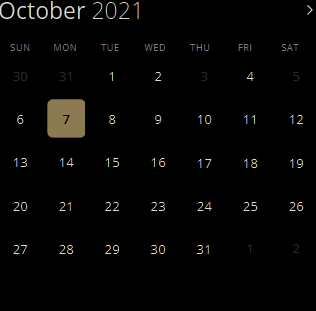 October 2021 >
SUN MON TUE WED THU FRI SAT
30 31 1 2 3 4 5
6 7 8 9 10 11 12
13 14 15 16 17 18 19
20 21 22 23 24 25 26
27 28 29 30 31 1 2